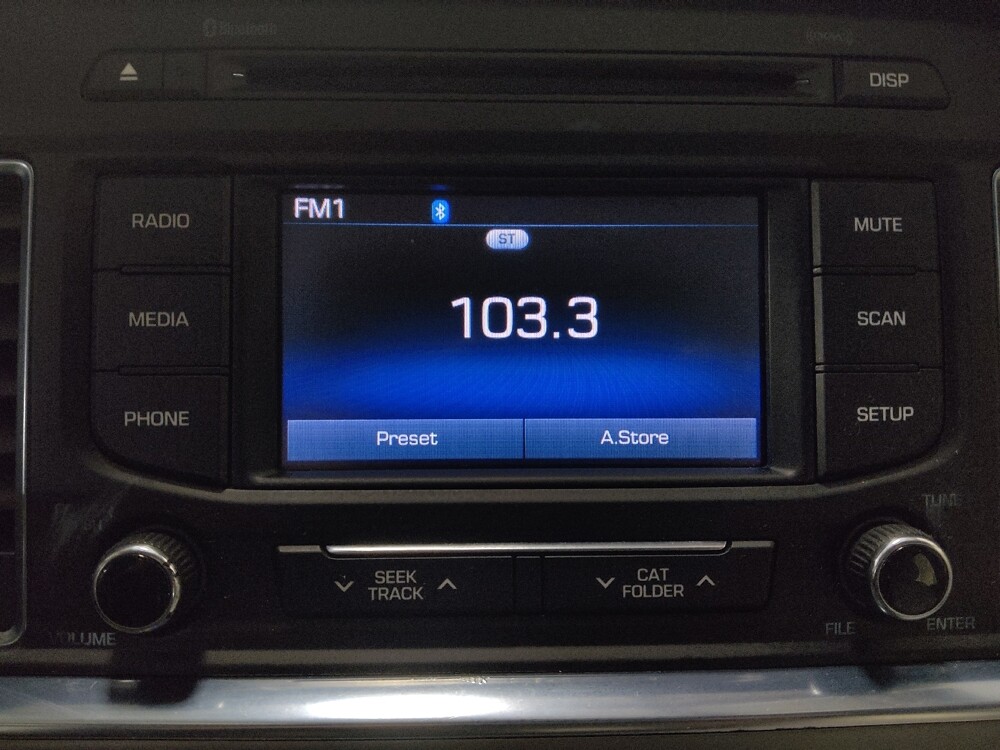 Bluetooth
DISP
RADIO
MEDIA
PHONE
FM1
ST
103.3
Preset
A.Store
MUTE
SCAN
SETUP
TUNE
SEEK
TRACK
CAT
FOLDER
VOLUME
FILE
ENTER